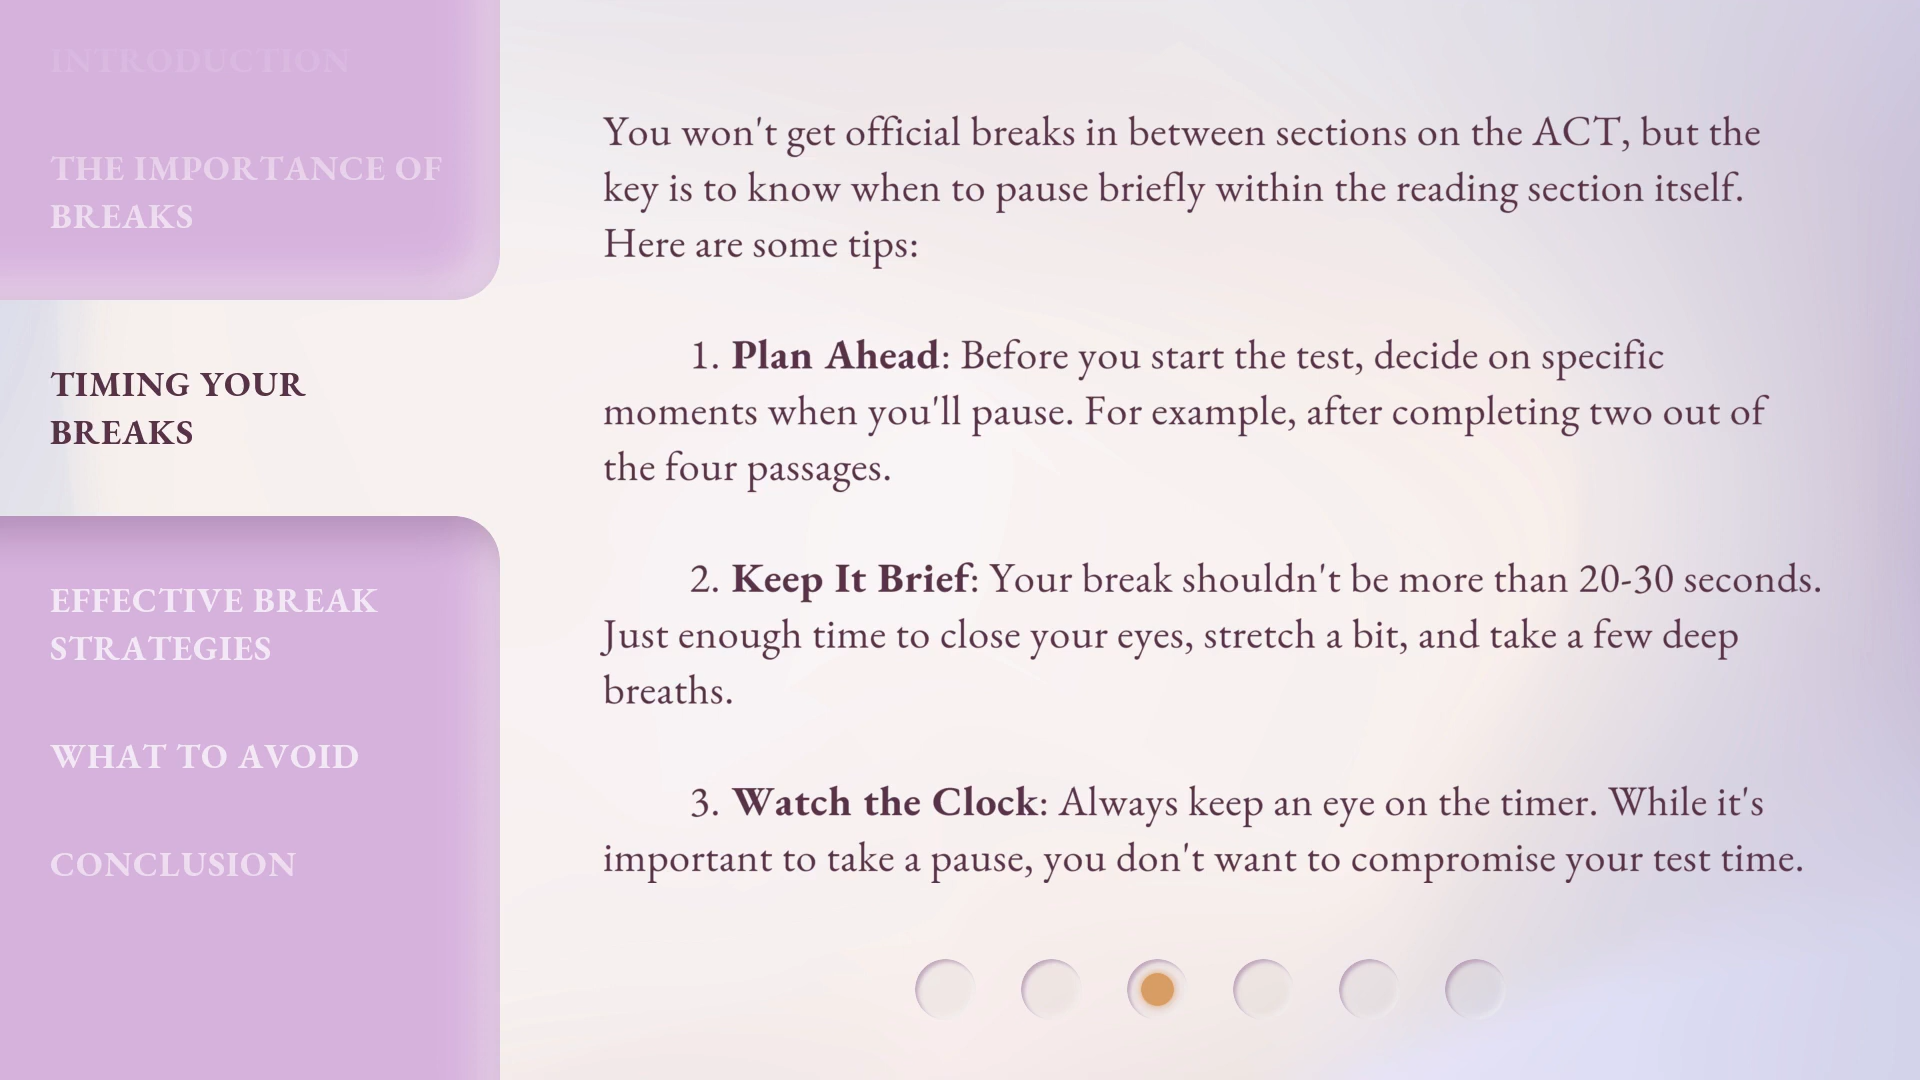 INTRODUCTION
THE IMPORTANCE OF
BREAKS
TIMING YOUR
BREAKS
EFFECTIVE BREAK
STRATEGIES
WHAT TO AVOID
CONCLUSION
You won't get official breaks in between sections on the ACT, but the
key is to know when to pause briefly within the reading section itself.
Here are some tips:
1. Plan Ahead: Before you start the test, decide on specific
moments when you'll pause. For example, after completing two out of
the four passages.
2. Keep It Brief: Your break shouldn't be more than 20-30 seconds.
Just enough time to close your eyes, stretch a bit, and take a few deep
breaths.
3. Watch the Clock: Always keep an eye on the timer. While it's
important to take a pause, you don't want to compromise your test time.